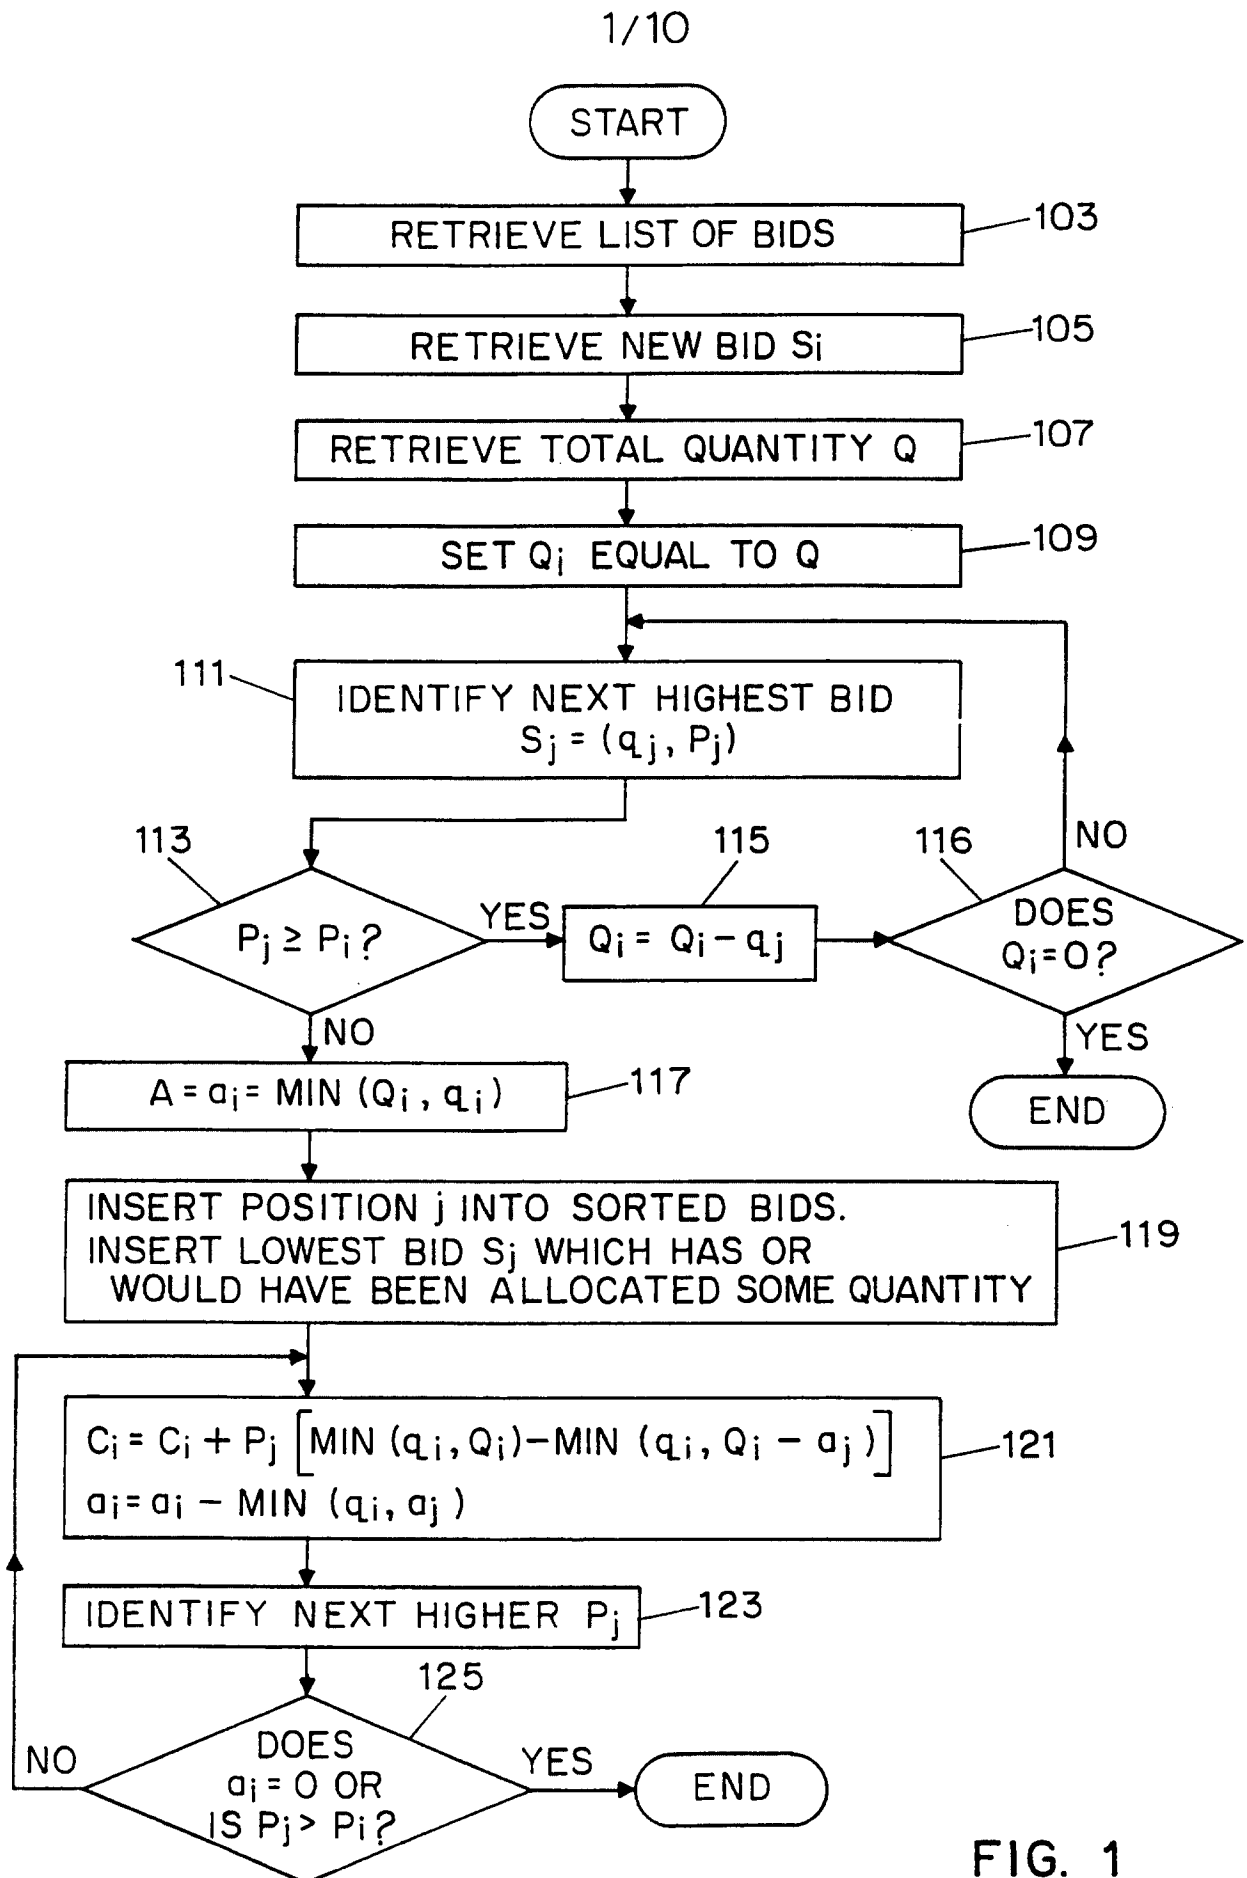 1/10
START
RETRIEVE LIST OF BIDS
103
RETRIEVE NEW BID Si
105
RETRIEVE TOTAL QUANTITY Q
107
SET Qi EQUAL TO Q
109
111
IDENTIFY NEXT HIGHEST BID
Sj = (qj, Pj)
113
Pj ≥ Pi?
YES
115
Qi = Qi - qj
116
DOES
Qi=0?
NO
YES
END
NO
A = ai = MIN (Qi, qi)
117
INSERT POSITION j INTO SORTED BIDS.
INSERT LOWEST BID Sj WHICH HAS OR
WOULD HAVE BEEN ALLOCATED SOME QUANTITY
119
Ci = Ci + Pj [MIN (qi, Qi)-MIN (qi, Qi - aj)]
ai = ai - MIN (qi, aj)
121
IDENTIFY NEXT HIGHER Pj
123
125
DOES
ai = 0 OR
IS Pj > Pi?
NO
YES
END
FIG. 1